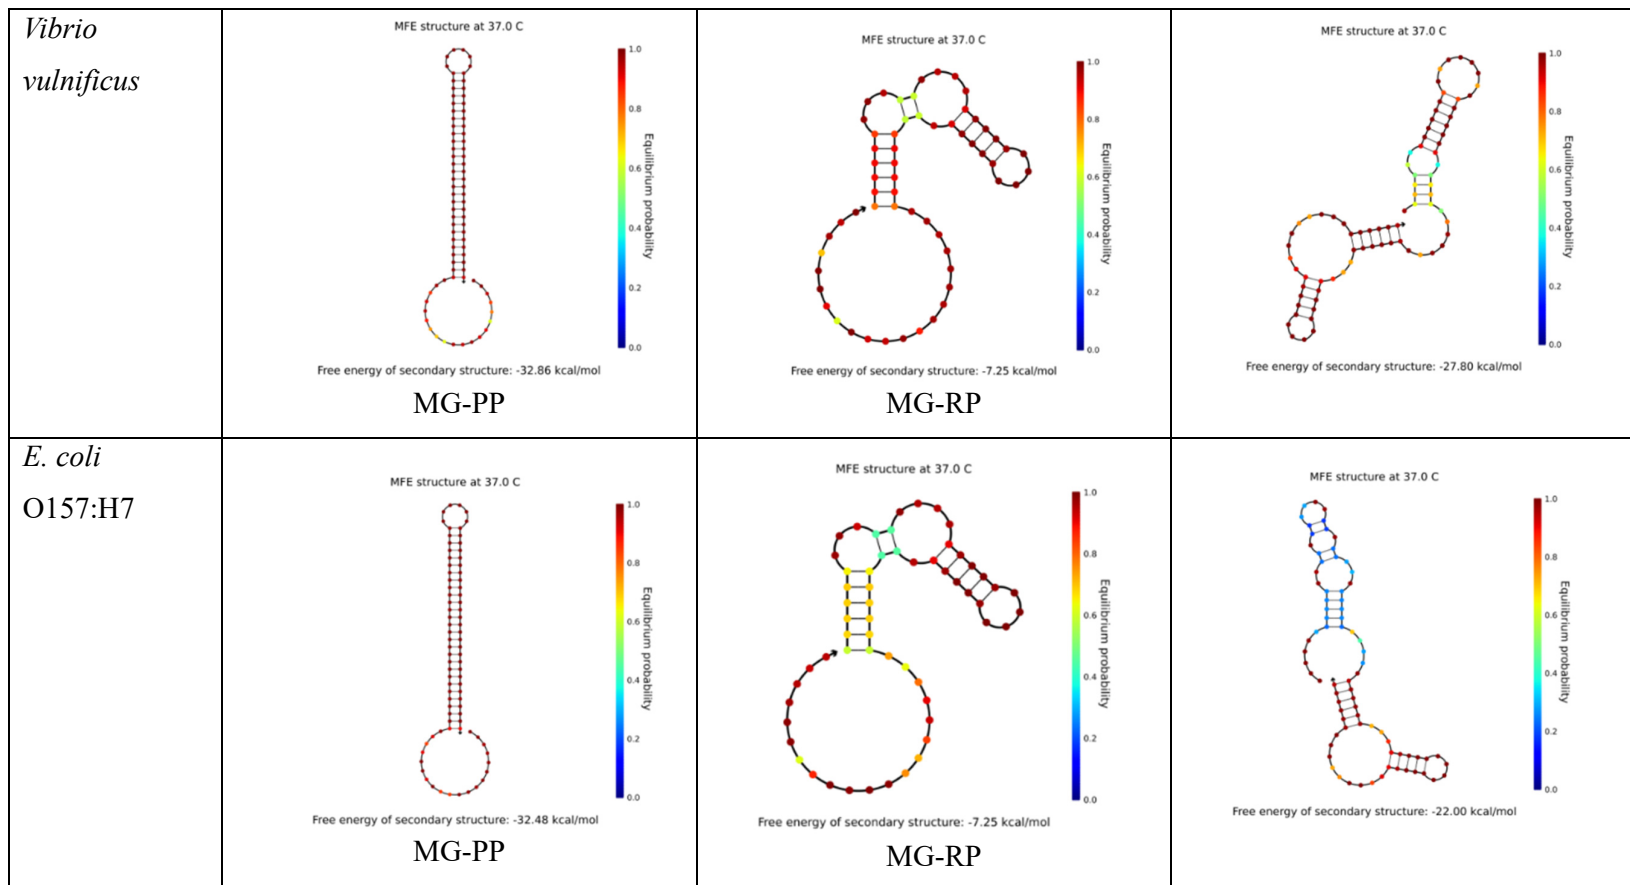 Vibrio
vulnificus
MFE structure at 37.0 C
1.0
0.8
0.6
0.4
0.2
0.0
Equilibrium probability
Free energy of secondary structure: -32.86 kcal/mol
MG-PP
MFE structure at 37.0 C
1.0
0.8
0.6
0.4
0.2
0.0
Equilibrium probability
Free energy of secondary structure: -7.25 kcal/mol
MG-RP
MFE structure at 37.0 C
1.0
0.8
0.6
0.4
0.2
0.0
Equilibrium probability
Free energy of secondary structure: -27.80 kcal/mol
E. coli
O157:H7
MFE structure at 37.0 C
1.0
0.8
0.6
0.4
0.2
0.0
Equilibrium probability
Free energy of secondary structure: -32.48 kcal/mol
MG-PP
MFE structure at 37.0 C
1.0
0.8
0.6
0.4
0.2
0.0
Equilibrium probability
Free energy of secondary structure: -7.25 kcal/mol
MG-RP
MFE structure at 37.0 C
1.0
0.8
0.6
0.4
0.2
0.0
Equilibrium probability
Free energy of secondary structure: -22.00 kcal/mol